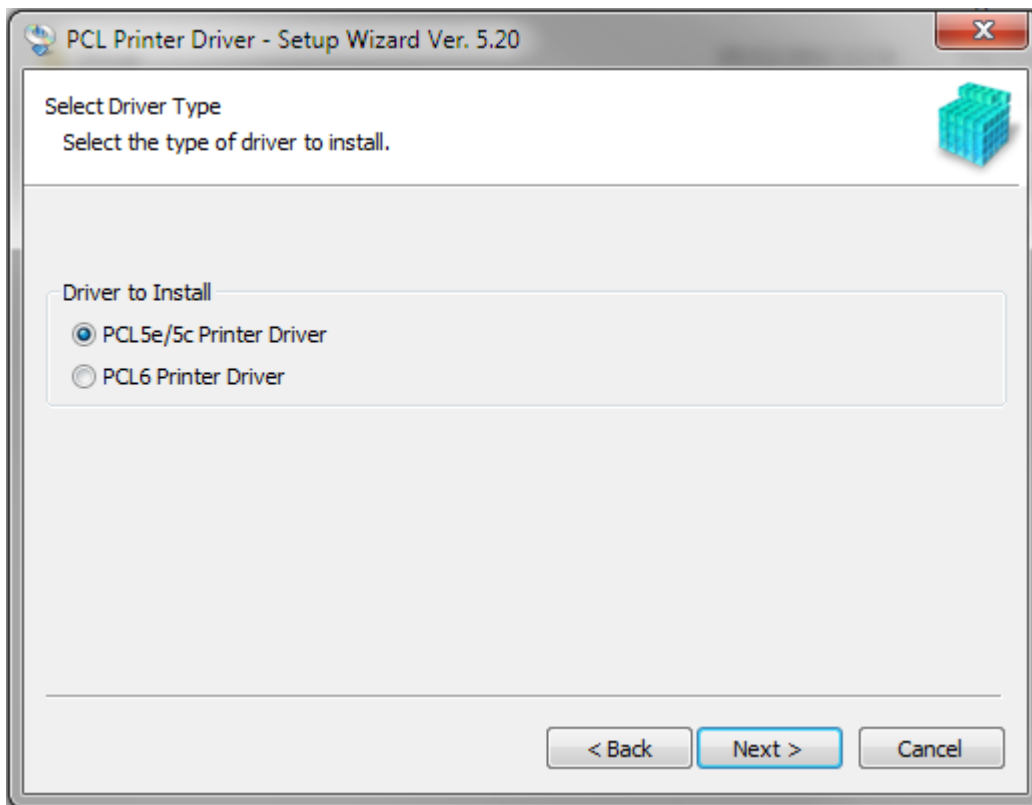 PCL Printer Driver - Setup Wizard Ver. 5.20
Select Driver Type
Select the type of driver to install.
Driver to Install
PCL5e/5c Printer Driver
PCL6 Printer Driver
< Back Next > Cancel